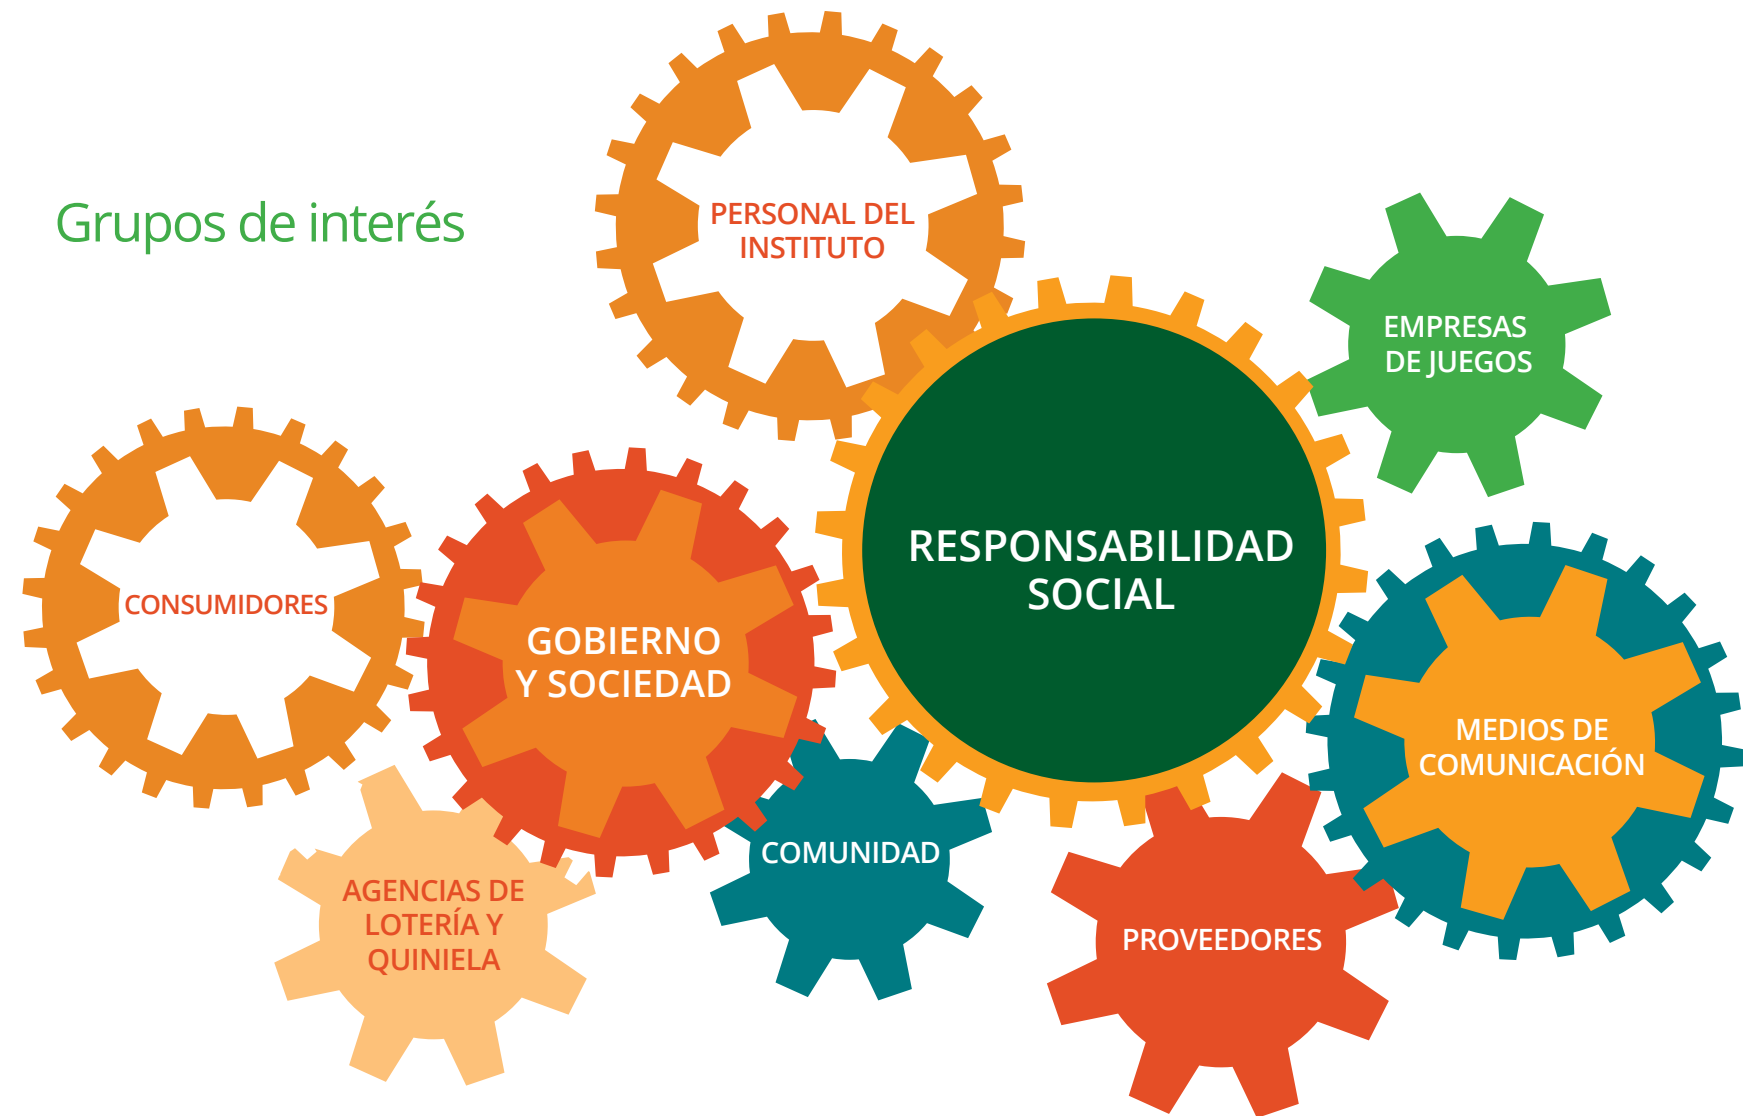 Grupos de interés
PERSONAL DEL
INSTITUTO
EMPRESAS
DE JUEGOS
RESPONSABILIDAD
SOCIAL
CONSUMIDORES
GOBIERNO
Y SOCIEDAD
MEDIOS DE
COMUNICACIÓN
COMUNIDAD
AGENCIAS DE
LOTERÍA Y
QUINIELA
PROVEEDORES